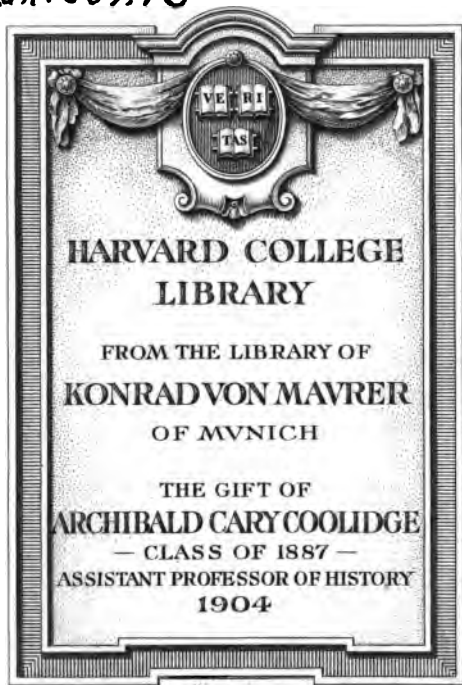 VE RI
TAS
HARVARD COLLEGE
LIBRARY
FROM THE LIBRARY OF
KONRAD VON MAVRER
OF MVNICH
THE GIFT OF
ARCHIBALD CARY COOLIDGE
— CLASS OF 1887 —
ASSISTANT PROFESSOR OF HISTORY
1904